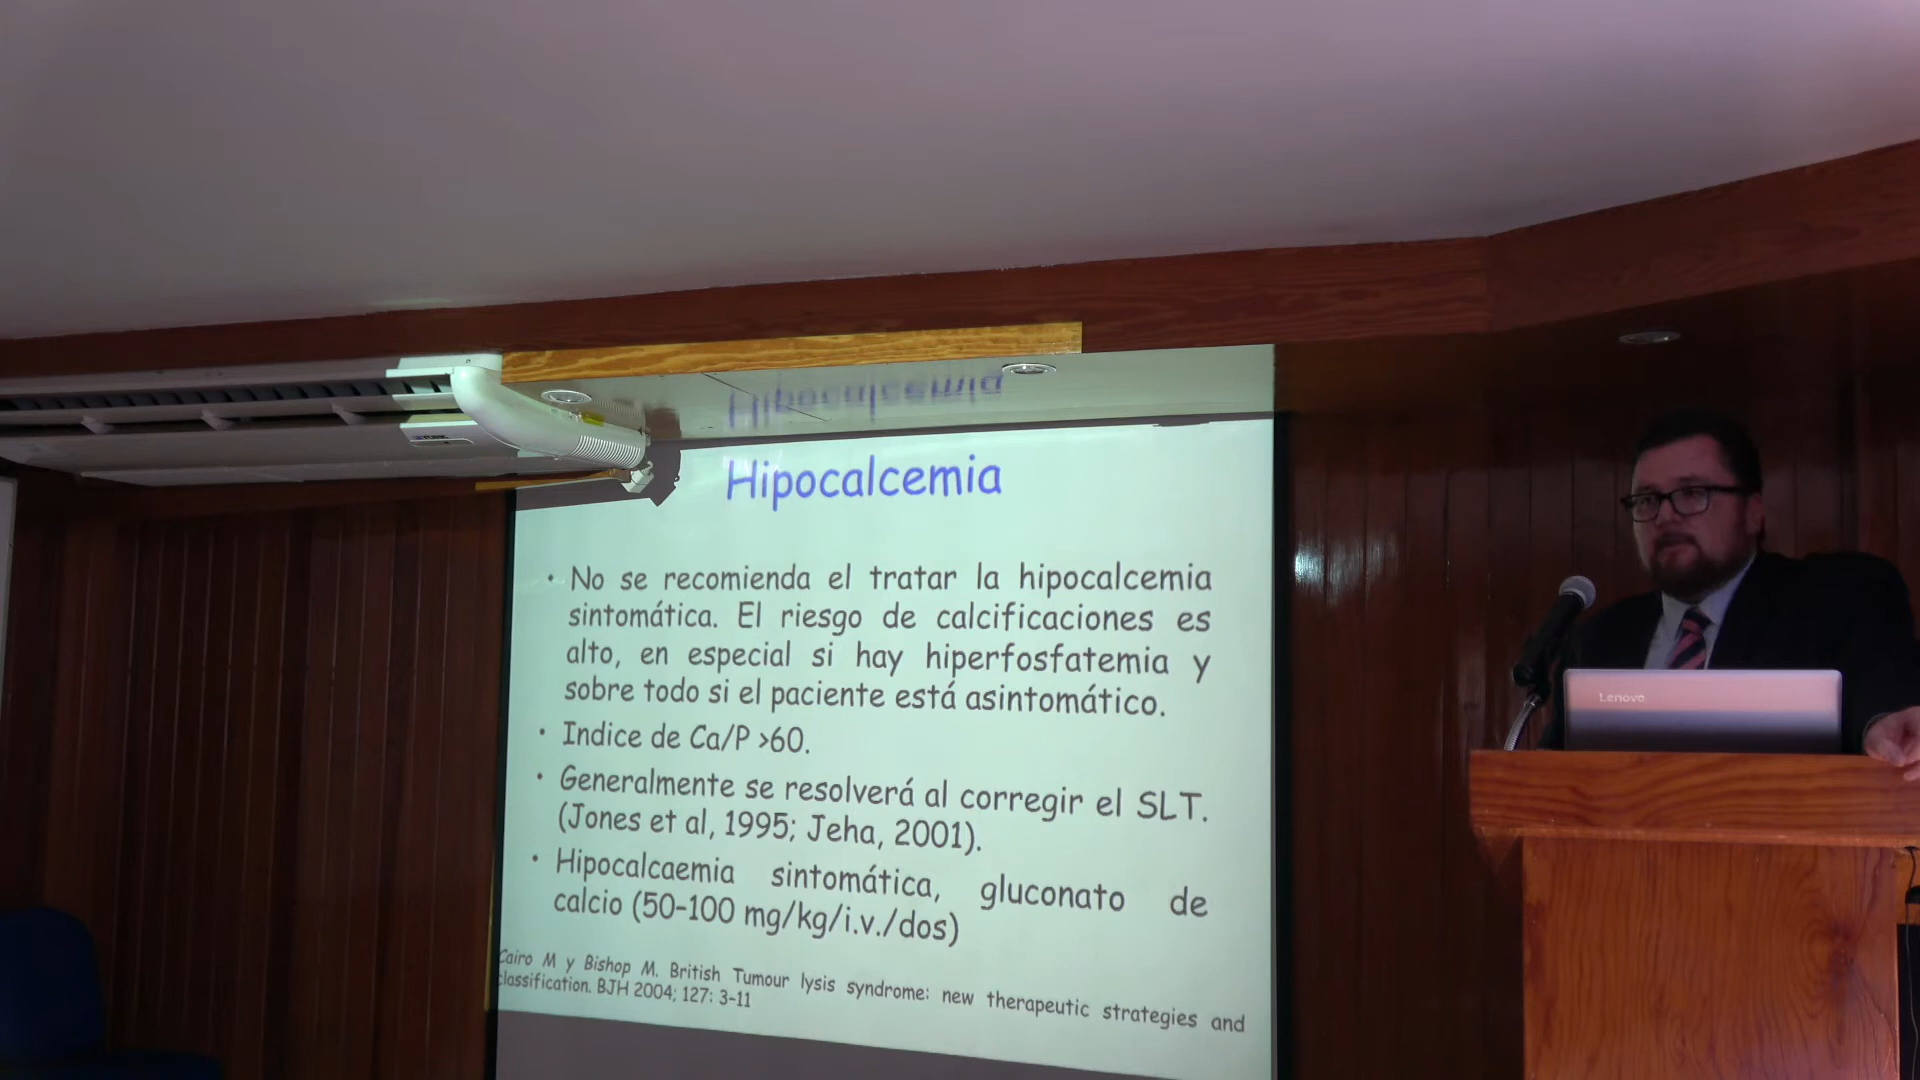 Hipocalcemia
• No se recomienda el tratar la hipocalcemia
sintomática. El riesgo de calcificaciones es
alto, en especial si hay hiperfosfatemia y
sobre todo si el paciente está asintomático.
• Indice de Ca/P >60.
• Generalmente se resolverá al corregir el SLT.
(Jones et al, 1995; Jeha, 2001).
• Hipocalcaemia sintomática, gluconato de
calcio (50-100 mg/kg/i.v./dos)
Cairo M y Bishop M. British Tumour lysis syndrome: new therapeutic strategies and
classification. BJH 2004; 127: 3-11
Lenovo